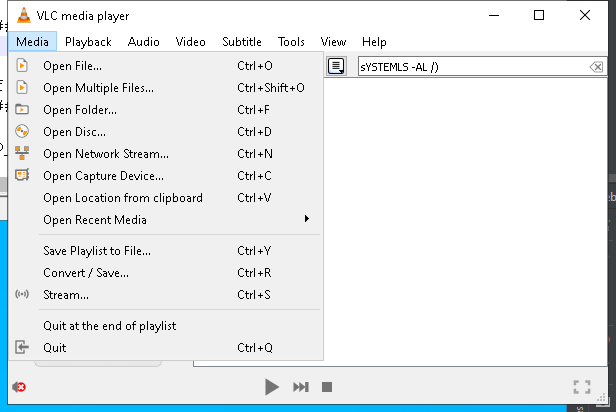 VLC media player
Media Playback Audio Video Subtitle Tools View Help
Open File... Ctrl+O
sYSTEMLS -AL /)
Open Multiple Files... Ctrl+Shift+O
Open Folder... Ctrl+F
Open Disc... Ctrl+D
Open Network Stream... Ctrl+N
Open Capture Device... Ctrl+C
Open Location from clipboard Ctrl+V
Open Recent Media
Save Playlist to File... Ctrl+Y
Convert / Save... Ctrl+R
Stream... Ctrl+S
Quit at the end of playlist
Quit Ctrl+Q